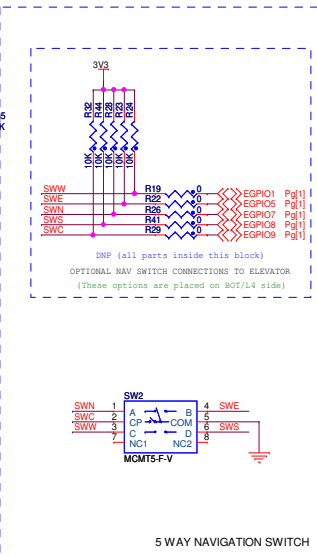 5
K
3V3
R32 R44 R28 R23 R24
10K 10K 10K 10K 10K
SWW R19 0 EGPIO1 Pg[1]
SWE R22 0 EGPIO5 Pg[1]
SWN R26 0 EGPIO7 Pg[1]
SWS R41 0 EGPIO8 Pg[1]
SWC R29 0 EGPIO9 Pg[1]
DNP (all parts inside this block)
OPTIONAL NAV SWITCH CONNECTIONS TO ELEVATOR
(These options are placed on BOT/L4 side)
SW2
SWN 1 A B 4 SWE
SWC 2 CP COM 5
SWW 3 C D 6 SWS
7 NC1 NC2 8
MCMT5-F-V
5 WAY NAVIGATION SWITCH